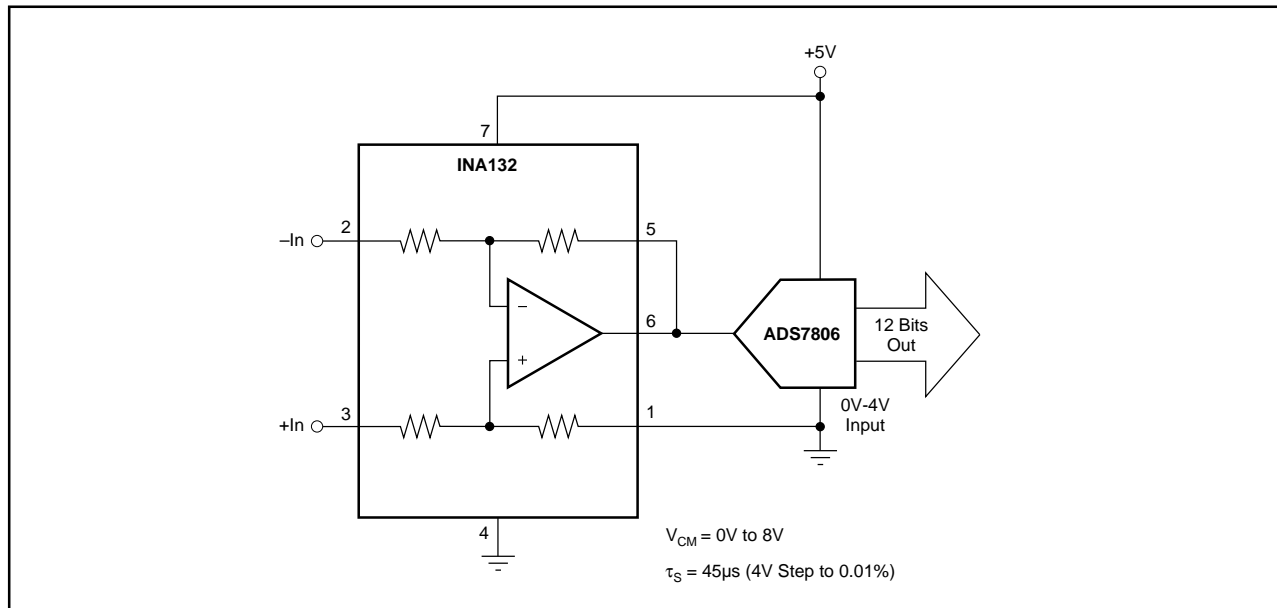 +5V
7
INA132
–In
2
5
–
6
ADS7806
12 Bits
Out
+
+In
3
1
0V-4V
Input
4
V_CM = 0V to 8V
τ_S = 45µs (4V Step to 0.01%)